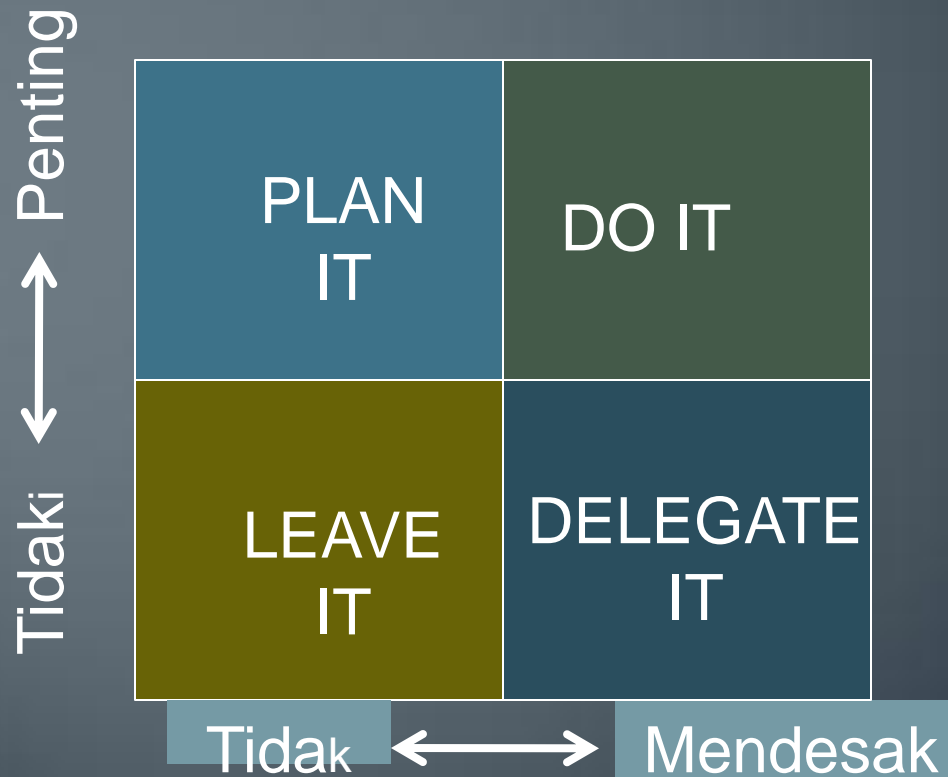 Penting
PLAN
IT
DO IT
Tidaki
LEAVE
IT
DELEGATE
IT
Tidak
Mendesak